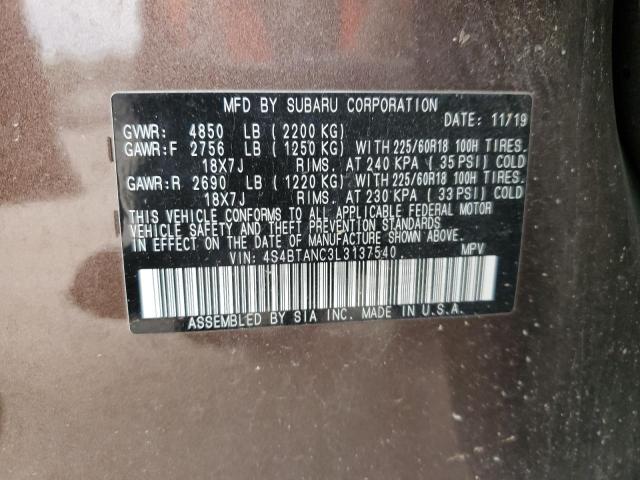 MFD BY SUBARU CORPORATION
DATE: 11/19
GVWR: 4850 LB (2200 KG)
GAWR:F 2756 LB (1250 KG) WITH 225/60R18 100H TIRES.
18X7J RIMS. AT 240 KPA (35 PSI) COLD
GAWR:R 2690 LB (1220 KG) WITH 225/60R18 100H TIRES.
18X7J RIMS. AT 230 KPA (33 PSI) COLD
THIS VEHICLE CONFORMS TO ALL APPLICABLE FEDERAL MOTOR
VEHICLE SAFETY AND THEFT PREVENTION STANDARDS
IN EFFECT ON THE DATE OF MANUFACTURE SHOWN ABOVE.
VIN: 4S4BTANC3L3137540 MPV
ASSEMBLED BY SIA INC. MADE IN U.S.A.